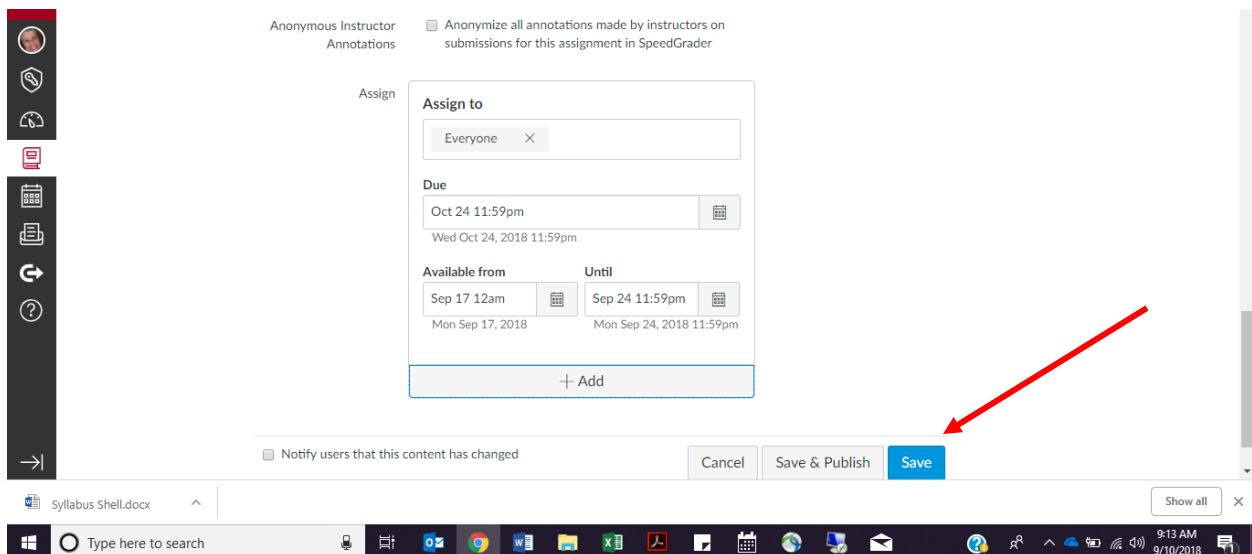 Anonymous Instructor
Annotations
Anonymize all annotations made by instructors on
submissions for this assignment in SpeedGrader
Assign
Assign to
Everyone ×
Due
Oct 24 11:59pm
Wed Oct 24, 2018 11:59pm
Available from Until
Sep 17 12am Sep 24 11:59pm
Mon Sep 17, 2018 Mon Sep 24, 2018 11:59pm
+ Add
Notify users that this content has changed
Cancel Save & Publish Save
Syllabus Shell.docx
Show all
Type here to search
9:13 AM
9/10/2018